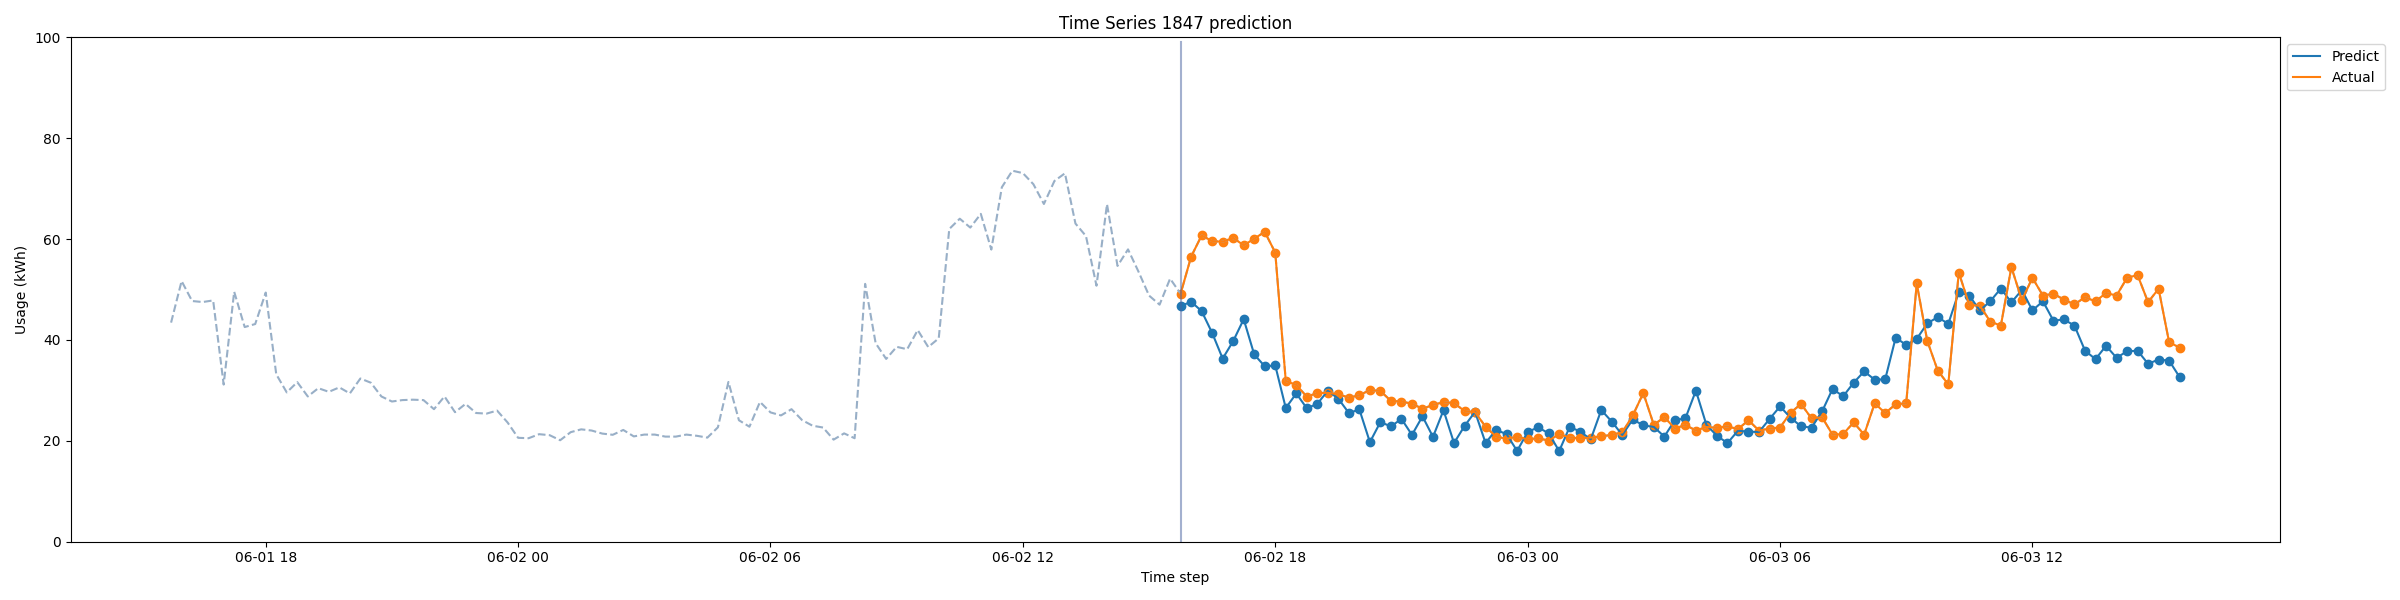 Time Series 1847 prediction
Predict
Actual
Usage (kWh)
100
80
60
40
20
0
06-01 18
06-02 00
06-02 06
06-02 12
06-02 18
06-03 00
06-03 06
06-03 12
Time step